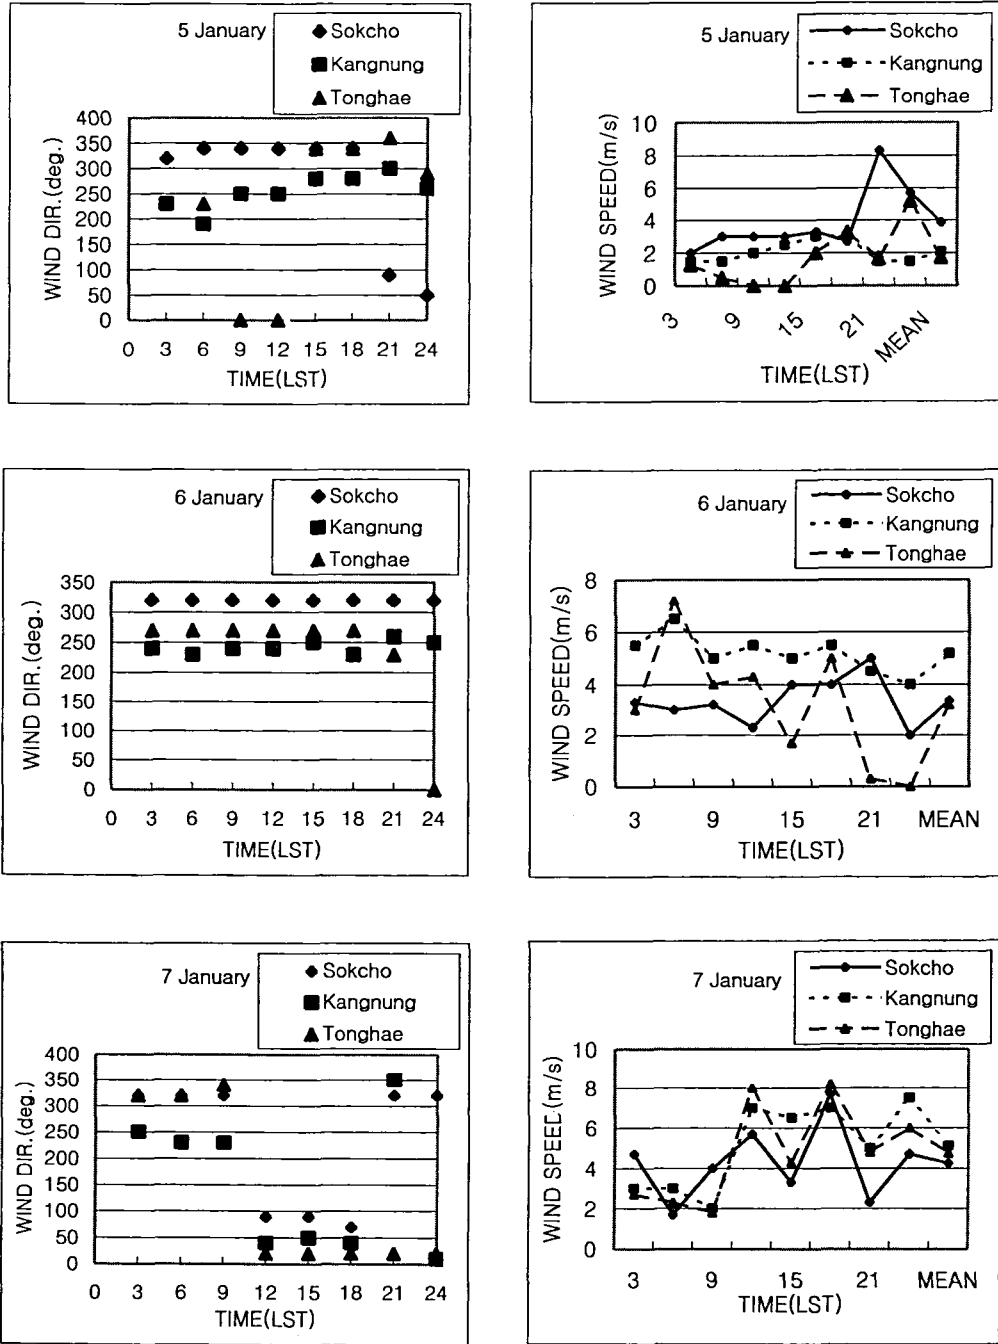 5 January
Sokcho
Kangnung
Tonghae
WIND DIR.(deg.)
400
350
300
250
200
150
100
50
0
0 3 6 9 12 15 18 21 24
TIME(LST)
5 January
Sokcho
Kangnung
Tonghae
WIND SPEED(m/s)
10
8
6
4
2
0
3 9 15 21 MEAN
TIME(LST)
6 January
Sokcho
Kangnung
Tonghae
WIND DIR.(deg.)
350
300
250
200
150
100
50
0
0 3 6 9 12 15 18 21 24
TIME(LST)
6 January
Sokcho
Kangnung
Tonghae
WIND SPEED(m/s)
8
6
4
2
0
3 9 15 21 MEAN
TIME(LST)
7 January
Sokcho
Kangnung
Tonghae
WIND DIR.(deg.)
400
350
300
250
200
150
100
50
0
0 3 6 9 12 15 18 21 24
TIME(LST)
7 January
Sokcho
Kangnung
Tonghae
WIND SPEED(m/s)
10
8
6
4
2
0
3 9 15 21 MEAN
TIME(LST)